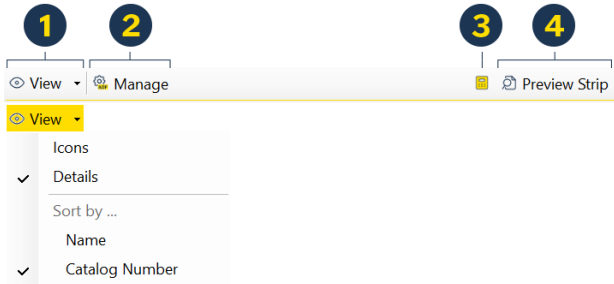 1 2 3 4
View Manage Preview Strip
View
Icons
Details
Sort by ...
Name
Catalog Number